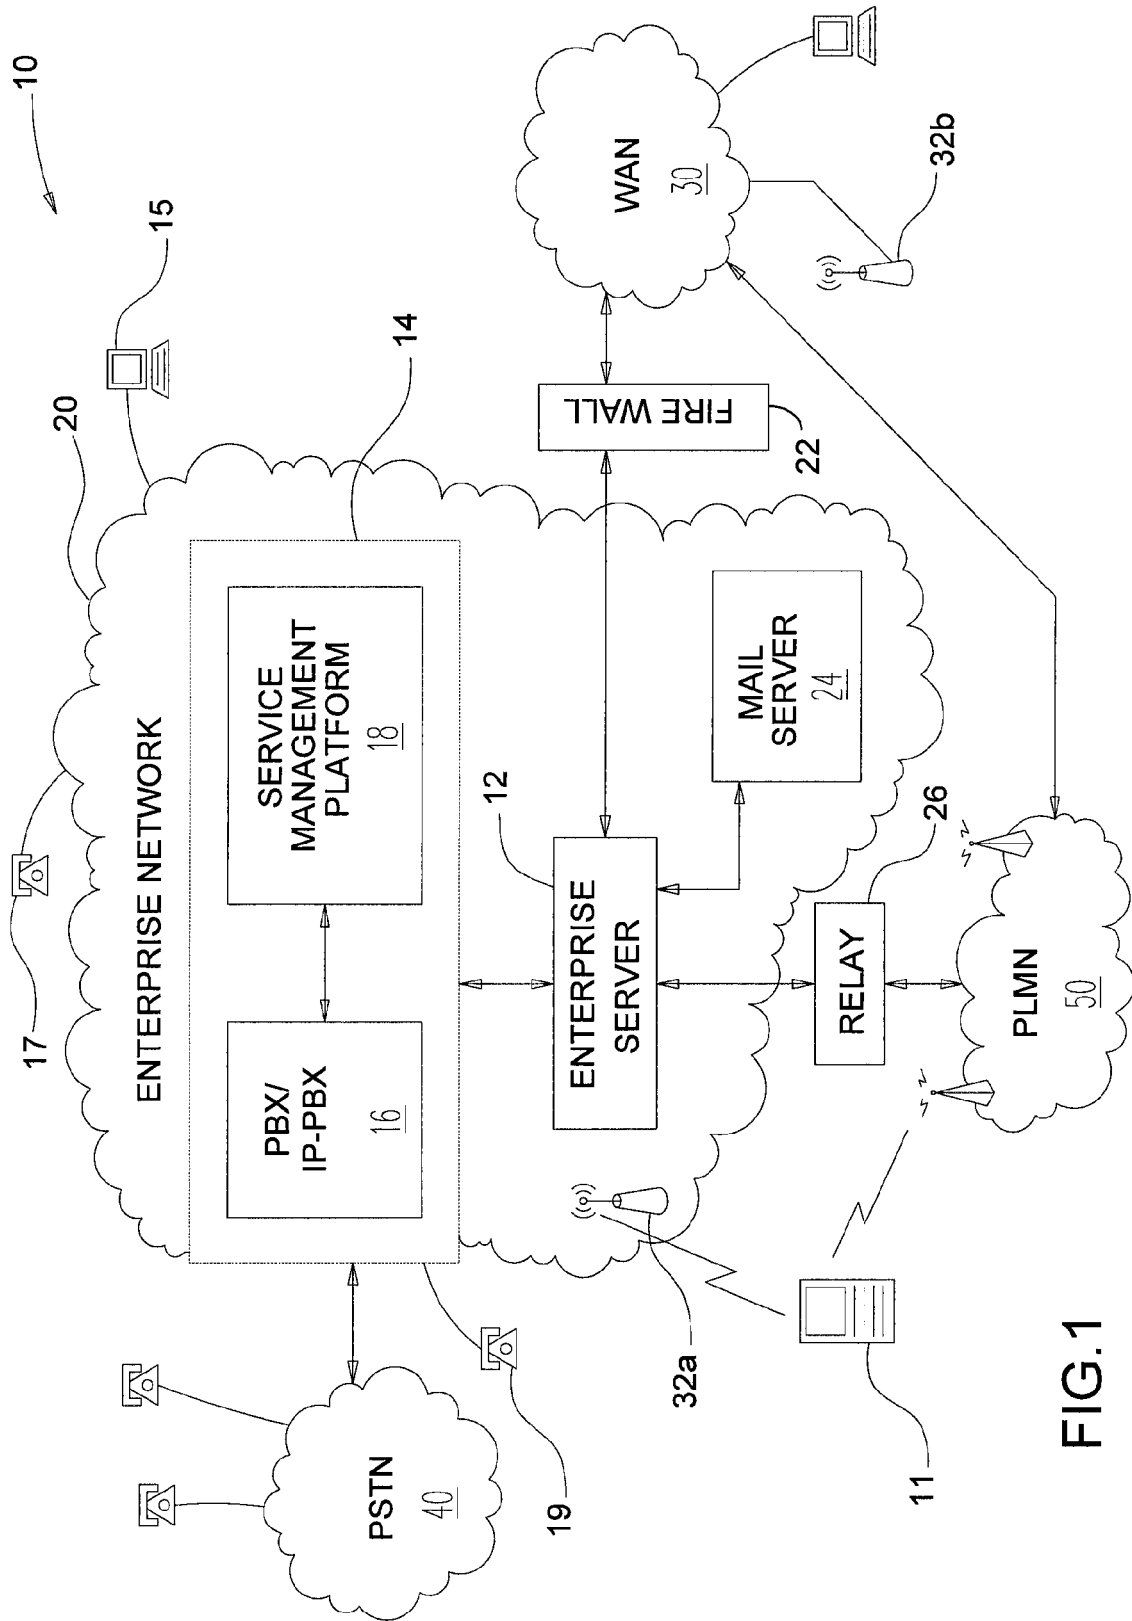 10
17
20
15
ENTERPRISE NETWORK
PBX/
IP-PBX
16
SERVICE
MANAGEMENT
PLATFORM
18
14
PSTN
40
19
12
ENTERPRISE
SERVER
FIRE WALL
22
WAN
30
32a
MAIL
SERVER
24
RELAY
26
32b
11
PLMN
50
FIG.1